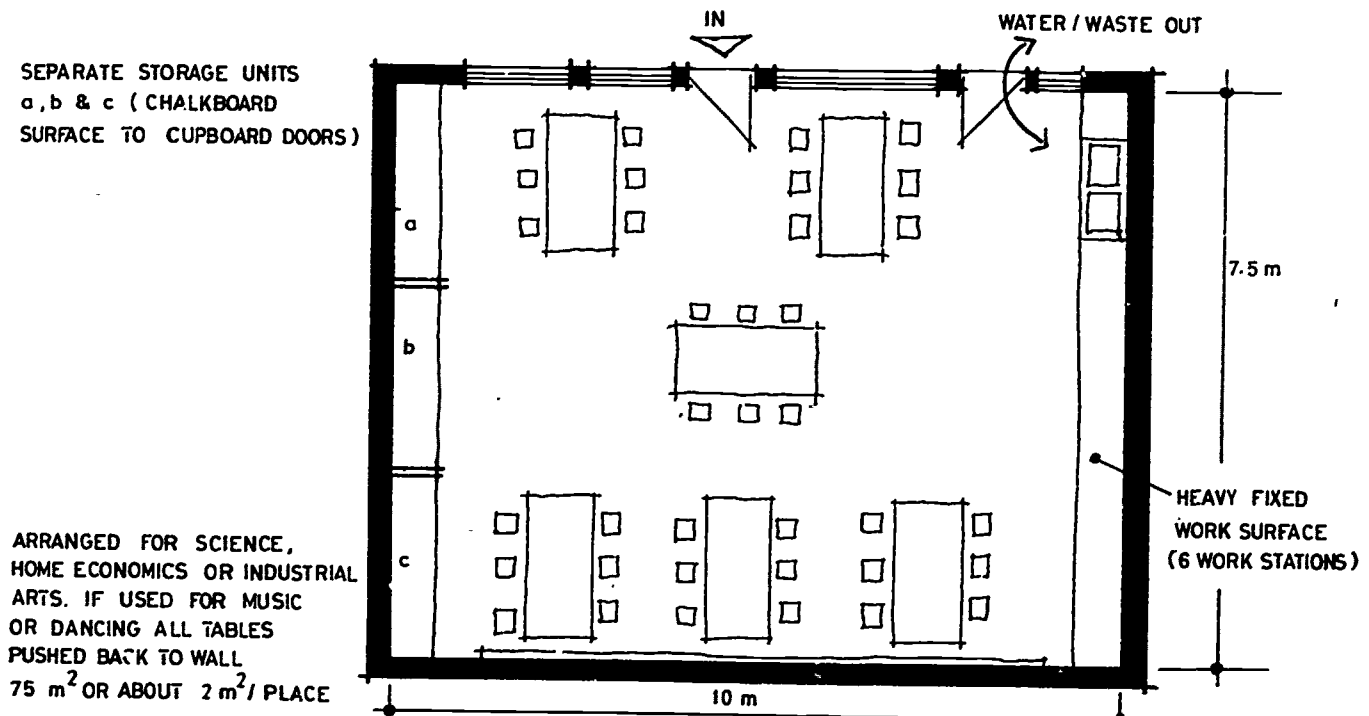 IN
WATER/WASTE OUT
SEPARATE STORAGE UNITS
a, b & c (CHALKBOARD
SURFACE TO CUPBOARD DOORS)
a
7.5 m
b
HEAVY FIXED
WORK SURFACE
(6 WORK STATIONS)
c
ARRANGED FOR SCIENCE,
HOME ECONOMICS OR INDUSTRIAL
ARTS. IF USED FOR MUSIC
OR DANCING ALL TABLES
PUSHED BACK TO WALL
75 m² OR ABOUT 2 m²/ PLACE
10 m